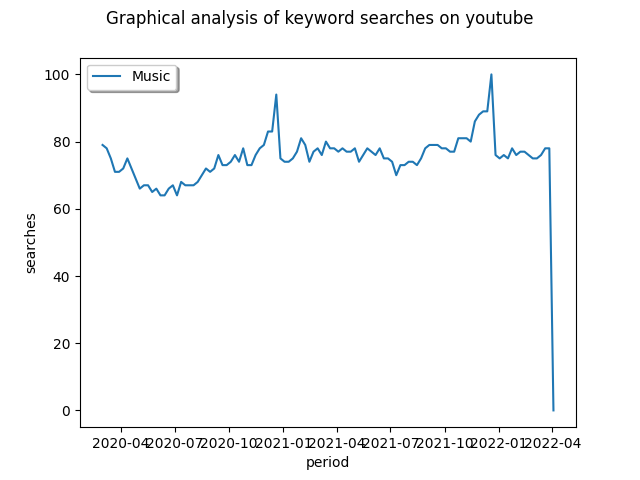 Graphical analysis of keyword searches on youtube
Music
100
80
60
40
20
0
searches
2020-04 2020-07 2020-10 2021-01 2021-04 2021-07 2021-10 2022-01 2022-04
period